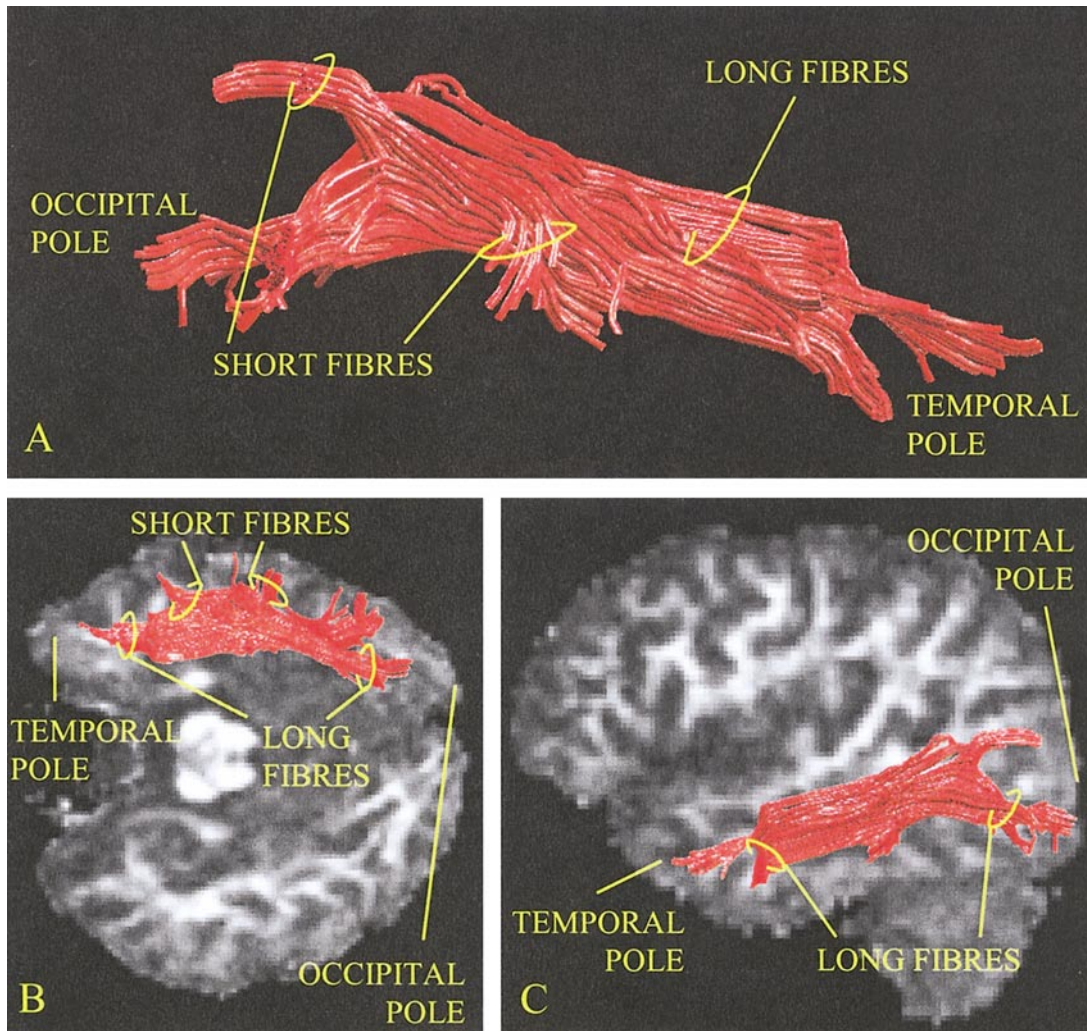 LONG FIBRES
OCCIPITAL
POLE
SHORT FIBRES
TEMPORAL
POLE
A
SHORT FIBRES
TEMPORAL
POLE
LONG
FIBRES
OCCIPITAL
POLE
B
OCCIPITAL
POLE
TEMPORAL
POLE
LONG FIBRES
C